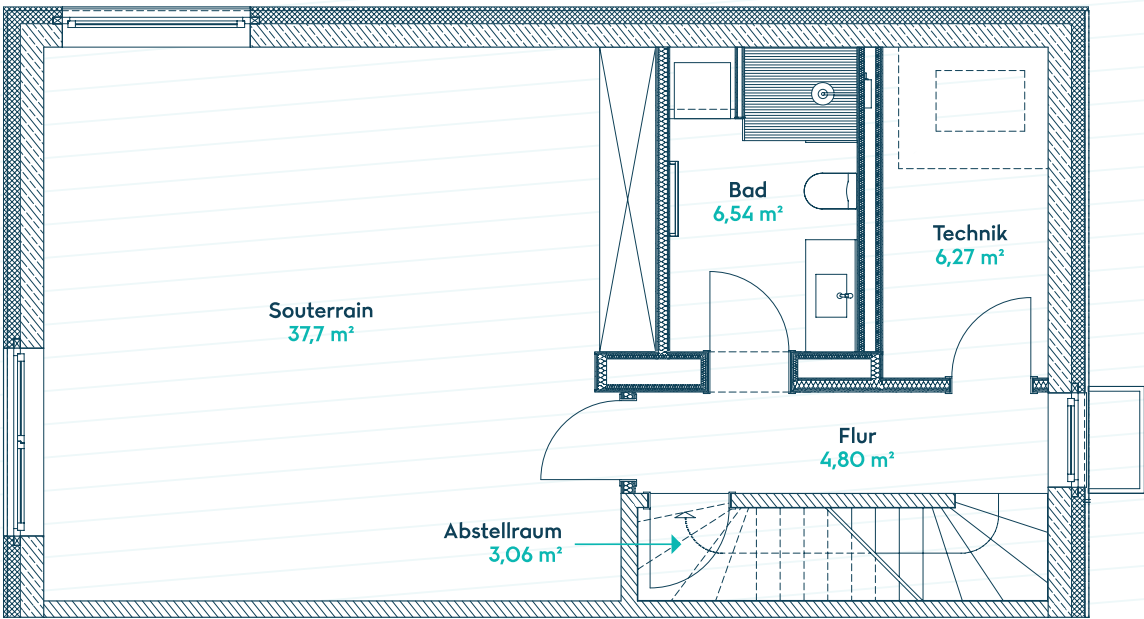 Bad
6,54 m²
Technik
6,27 m²
Souterrain
37,7 m²
Flur
4,80 m²
Abstellraum
3,06 m²